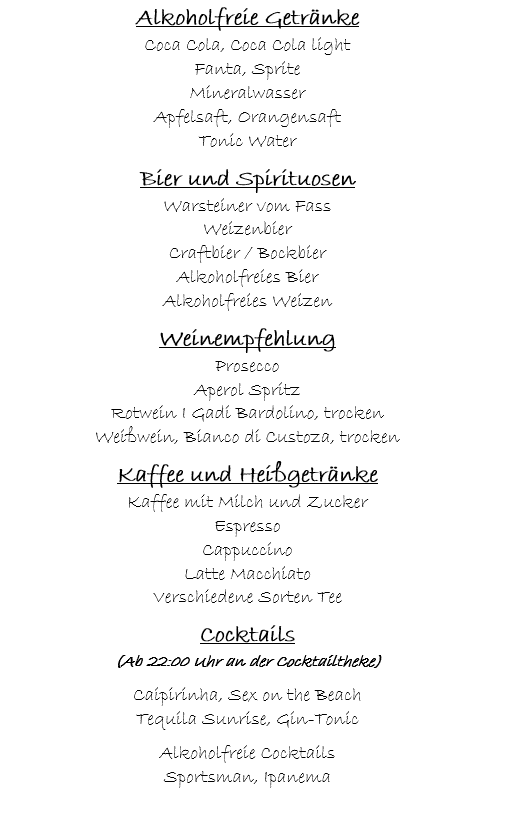 Alkoholfreie Getränke
Coca Cola, Coca Cola light
Fanta, Sprite
Mineralwasser
Apfelsaft, Orangensaft
Tonic Water
Bier und Spirituosen
Warsteiner vom Fass
Weizenbier
Craftbier / Bockbier
Alkoholfreies Bier
Alkoholfreies Weizen
Weinempfehlung
Prosecco
Aperol Spritz
Rotwein I Gadi Bardolino, trocken
Weißwein, Bianco di Custoza, trocken
Kaffee und Heißgetränke
Kaffee mit Milch und Zucker
Espresso
Cappuccino
Latte Macchiato
Verschiedene Sorten Tee
Cocktails
(Ab 22:00 Uhr an der Cocktailtheke)
Caipirinha, Sex on the Beach
Tequila Sunrise, Gin-Tonic
Alkoholfreie Cocktails
Sportsman, Ipanema